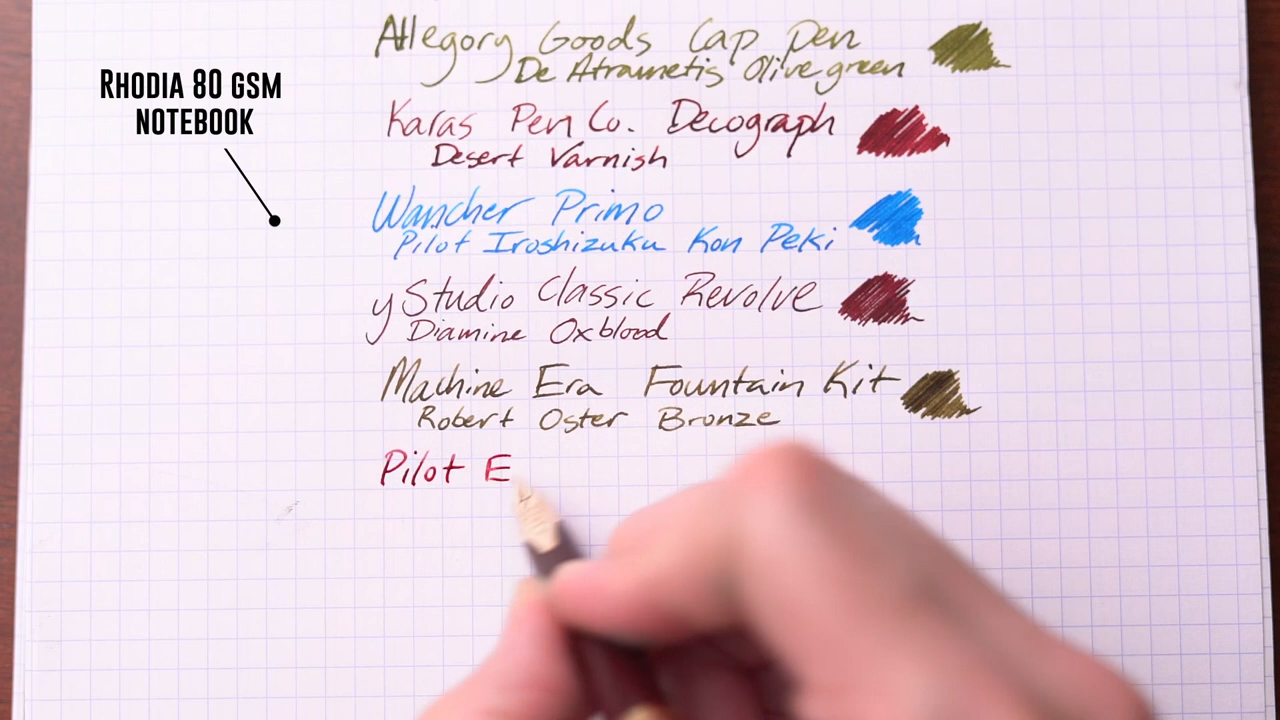 Allegory Goods Cap Pen
De Atrametis Olive green
RHODIA 80 GSM
NOTEBOOK
Karas Pen Co. Decograph
Desert Varnish
Wancher Primo
Pilot Iroshizuku Kon Peki
yStudio Classic Revolve
Diamine Oxblood
Machine Era Fountain Kit
Robert Oster Bronze
Pilot E